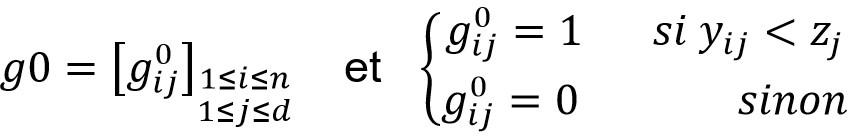 g0 = [g⁰ᵢⱼ] 1≤i≤n 1≤j≤d et { g⁰ᵢⱼ = 1 si yᵢⱼ < zⱼ
g⁰ᵢⱼ = 0 sinon